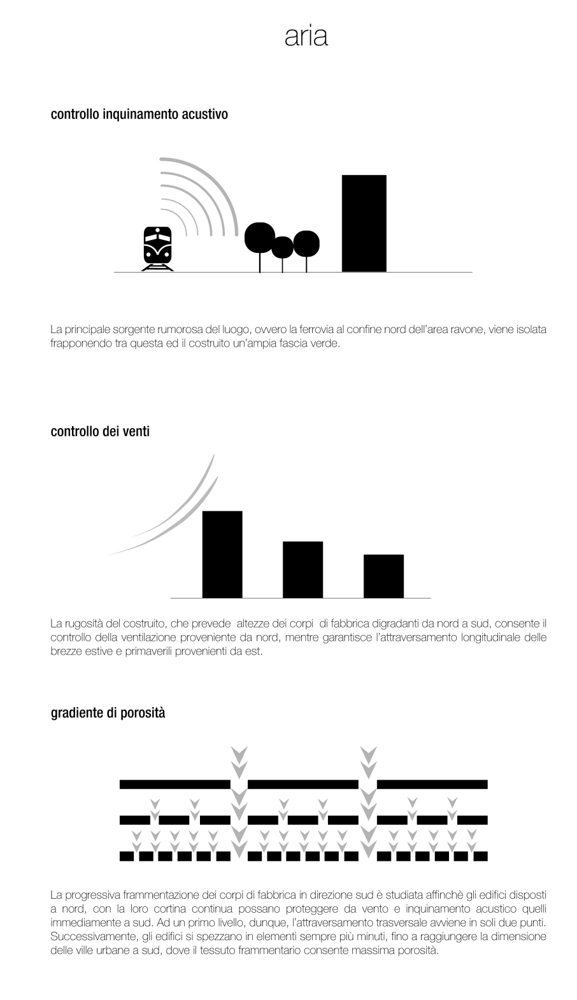 aria
controllo inquinamento acustivo
La principale sorgente rumorosa del luogo, ovvero la ferrovia al confine nord dell'area ravone, viene isolata
frapponendo tra questa ed il costruito un'ampia fascia verde.
controllo dei venti
La rugosità del costruito, che prevede  altezze dei corpi  di fabbrica digradanti da nord a sud, consente il
controllo della ventilazione proveniente da nord, mentre garantisce l'attraversamento longitudinale delle
brezze estive e primaverili provenienti da est.
gradiente di porosità
La progressiva frammentazione dei corpi di fabbrica in direzione sud è studiata affinchè gli edifici disposti
a nord, con la loro cortina continua possano proteggere da vento e inquinamento acustico quelli
immediamente a sud. Ad un primo livello, dunque, l'attraversamento trasversale avviene in soli due punti.
Successivamente, gli edifici si spezzano in elementi sempre più minuti, fino a raggiungere la dimensione
delle ville urbane a sud, dove il tessuto frammentario consente massima porosità.